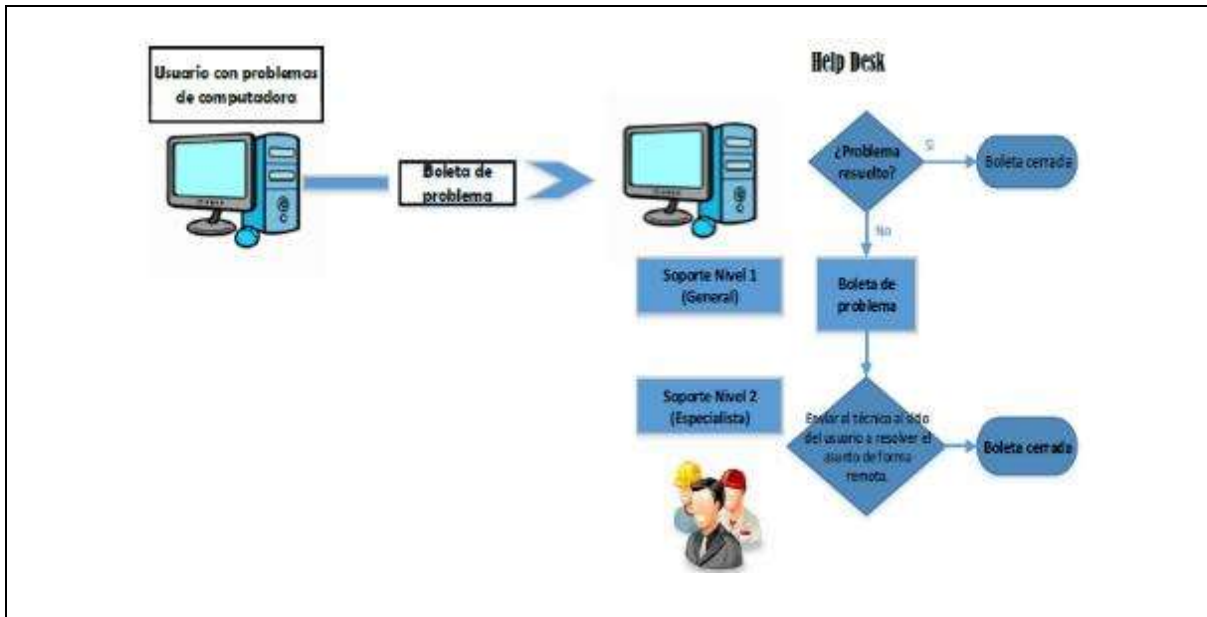 Usuario con problemas
de computadora
Boleta de
problema
Help Desk
¿Problema
resuelto?
Si
Boleta cerrada
No
Soporte Nivel 1
(General)
Boleta de
problema
Soporte Nivel 2
(Especialista)
Enviar al técnico al sitio
del usuario o resolver el
asunto de forma
remota.
Boleta cerrada